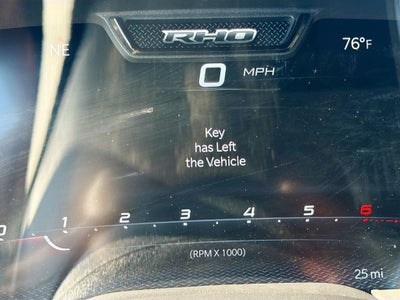 RHO
NE
76°F
0 MPH
Key
has Left
the Vehicle
0 1 2 3 4 5 6
(RPM X 1000)
25 mi